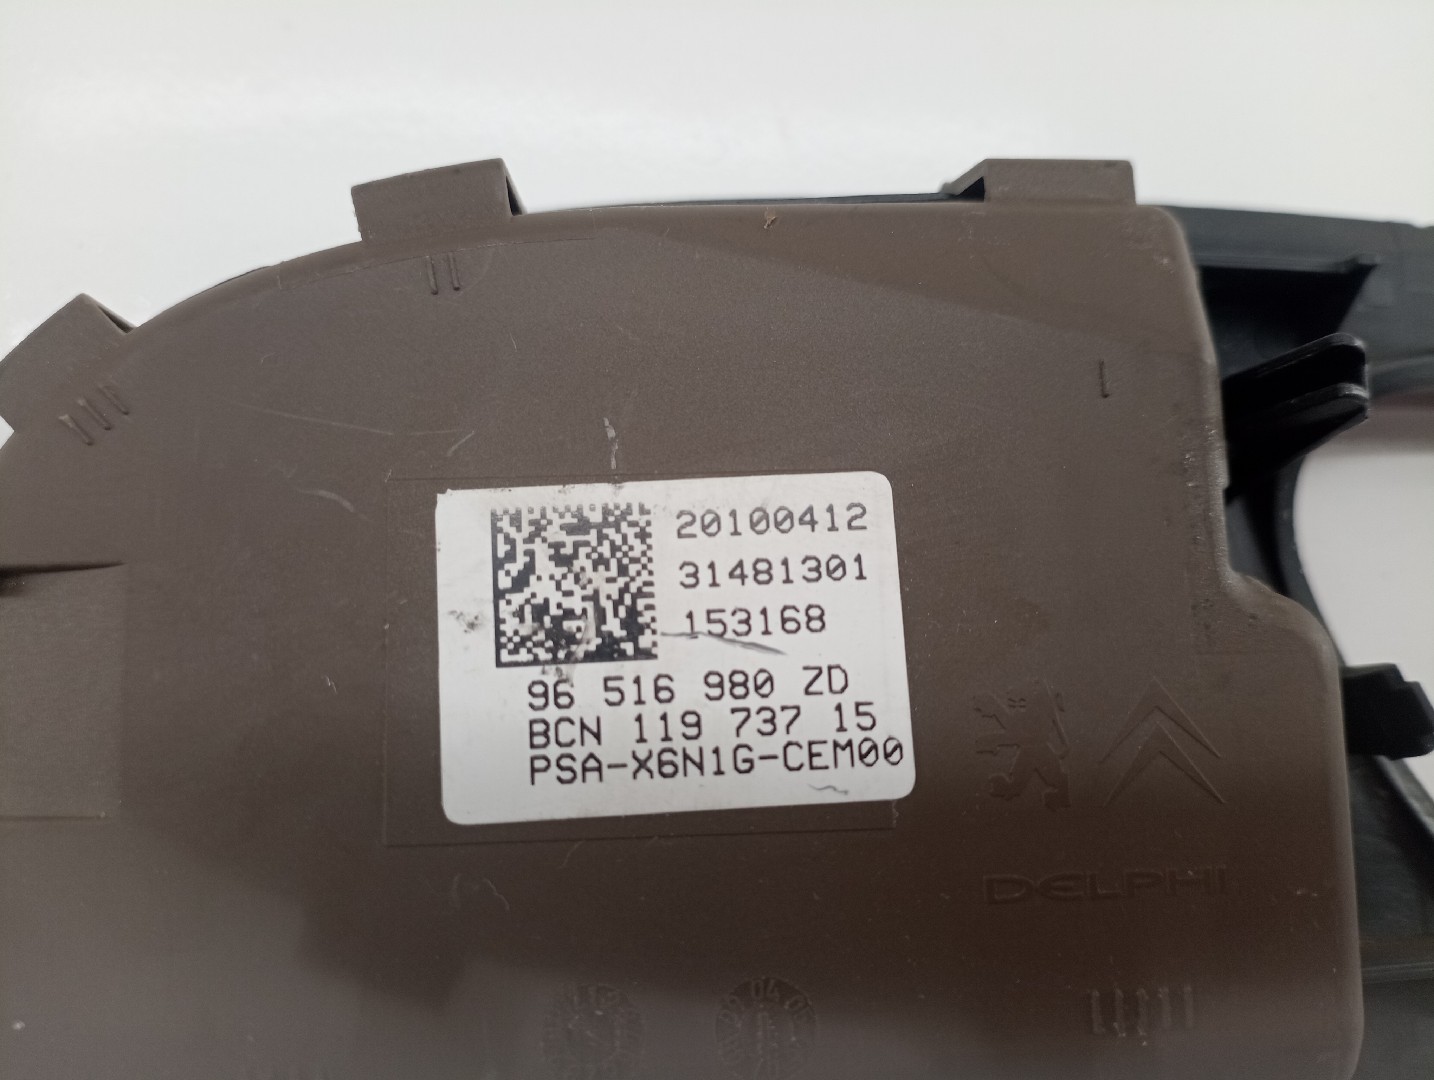 20100412
31481301
153168
96 516 980 ZD
BCN 119 737 15
PSA-X6N1G-CEM00
DELPHI